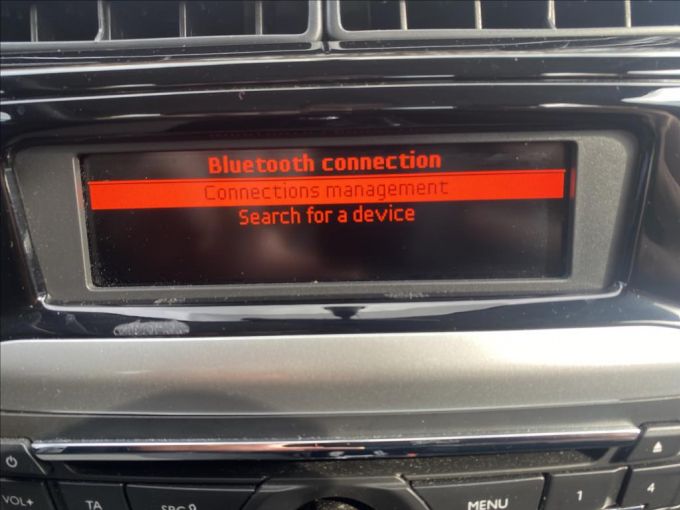 Bluetooth connection
Connections management
Search for a device
VOL+
TA
MENU
1
4